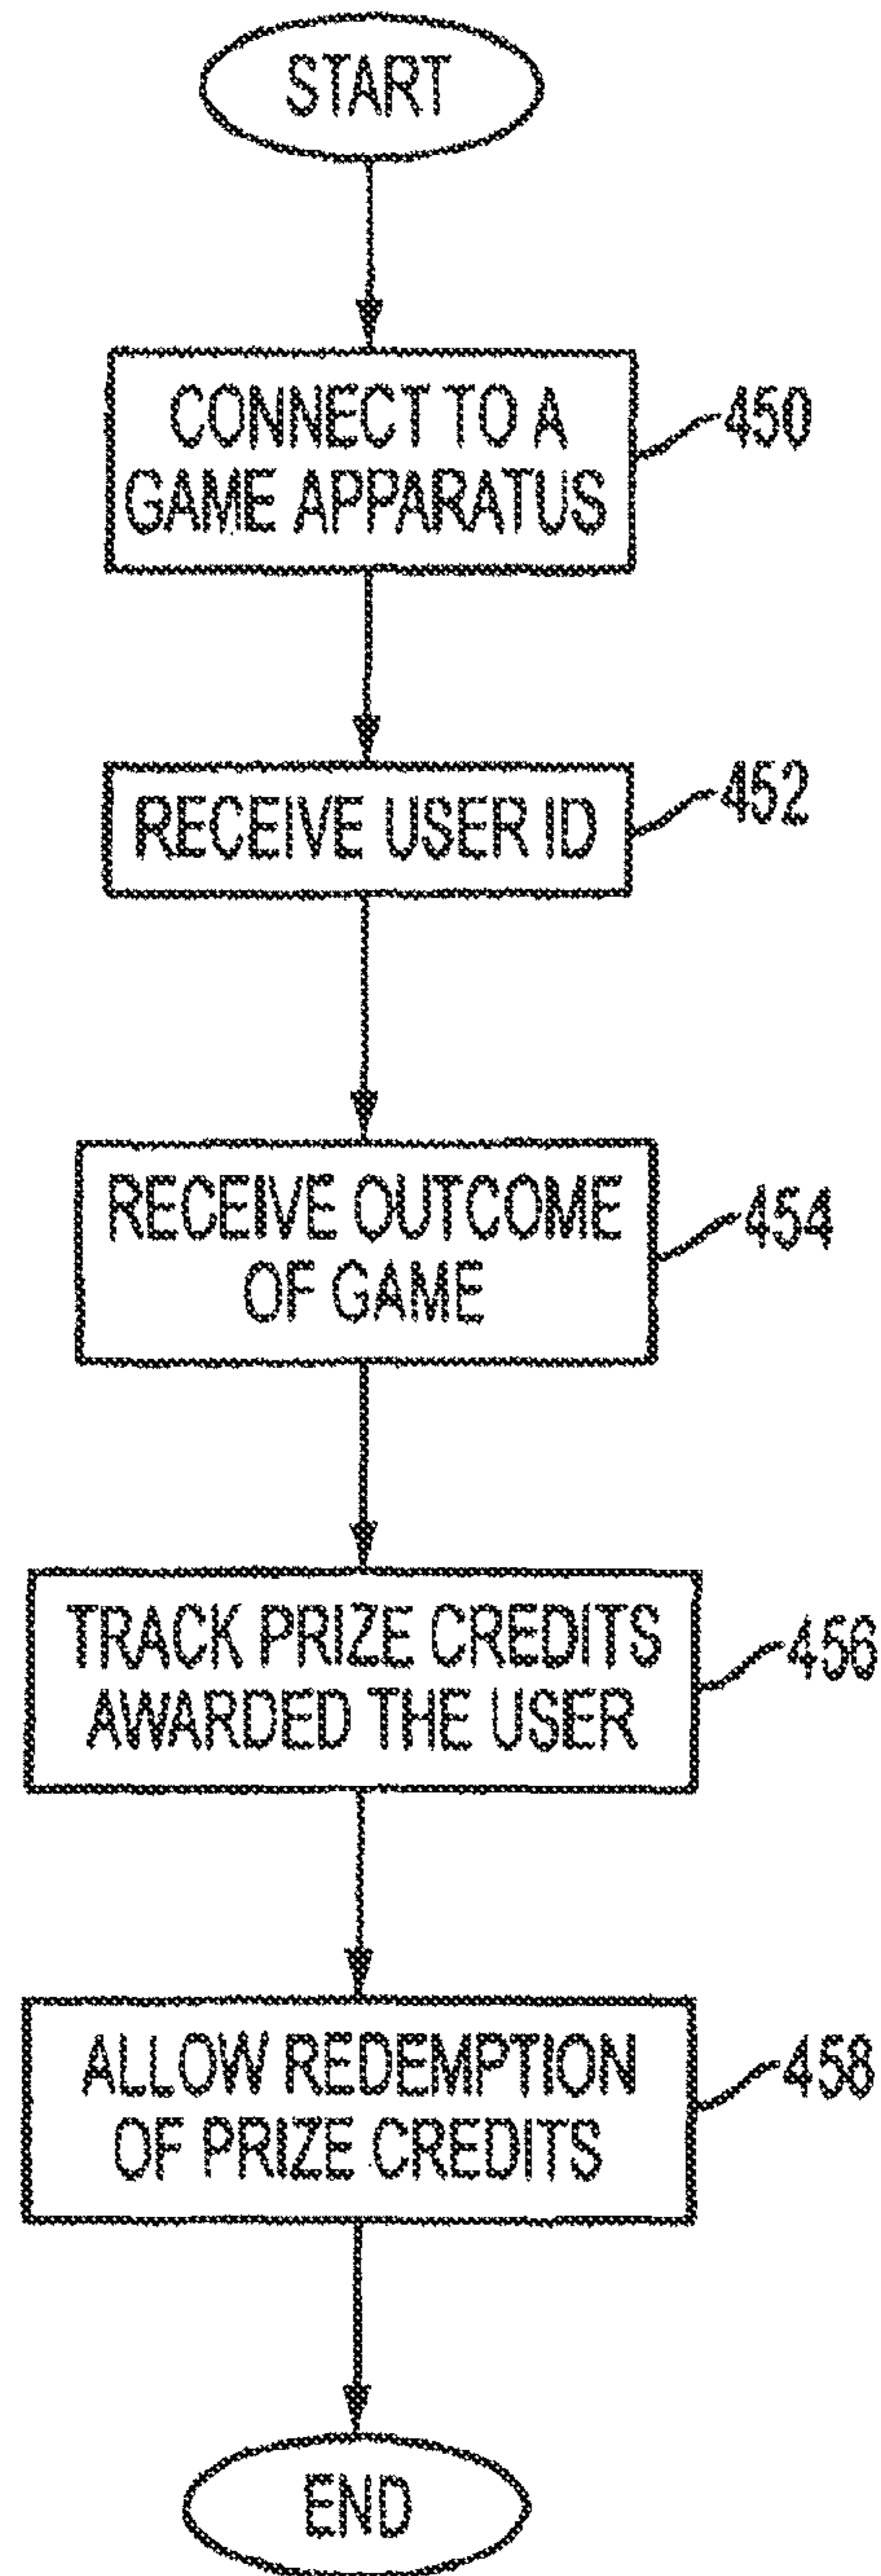 START
CONNECT TO A
GAME APPARATUS
450
RECEIVE USER ID
452
RECEIVE OUTCOME
OF GAME
454
TRACK PRIZE CREDITS
AWARDED THE USER
456
ALLOW REDEMPTION
OF PRIZE CREDITS
458
END